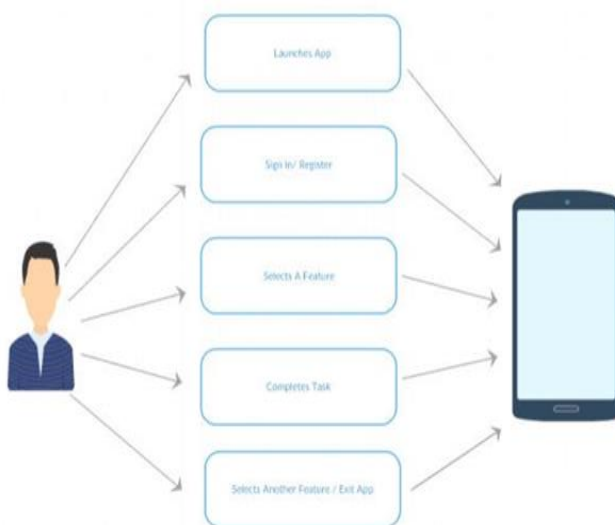 Launches App
Sign in/ Register
Selects A Feature
Completes Task
Selects Another Feature / Exit App